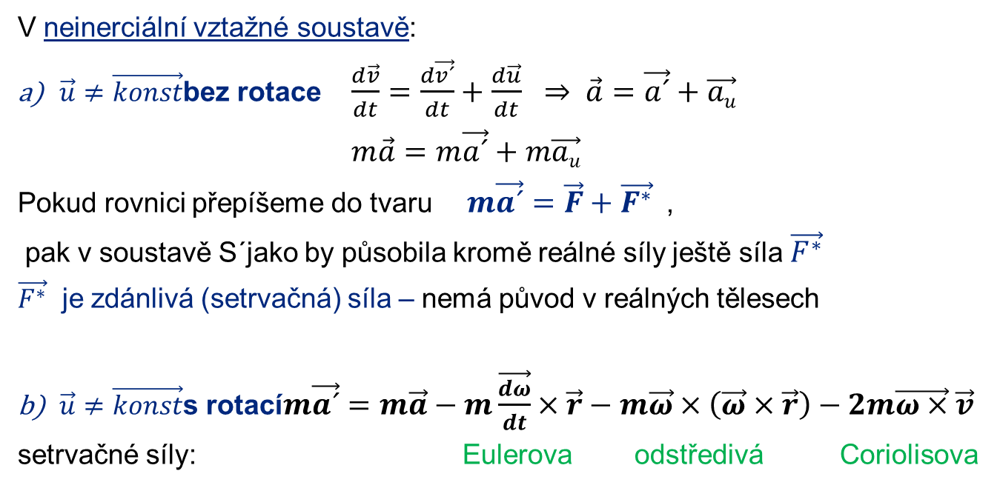 V neinerciální vztažné soustavě:
a) $\vec{u} \neq \overrightarrow{konst}$ bez rotace $\frac{d\vec{v}}{dt} = \frac{d\overrightarrow{v´}}{dt} + \frac{d\vec{u}}{dt} \Rightarrow \vec{a} = \overrightarrow{a´} + \overrightarrow{a_u}$
$m\vec{a} = m\overrightarrow{a´} + m\overrightarrow{a_u}$
Pokud rovnici přepíšeme do tvaru $m\overrightarrow{a´} = \vec{F} + \overrightarrow{F^*}$ ,
pak v soustavě S´jako by působila kromě reálné síly ještě síla $\overrightarrow{F^*}$
$\overrightarrow{F^*}$ je zdánlivá (setrvačná) síla – nemá původ v reálných tělesech
b) $\vec{u} \neq \overrightarrow{konst}$ s rotací $m\overrightarrow{a´} = m\vec{a} - m\frac{\overrightarrow{d\omega}}{dt} \times \vec{r} - m\vec{\omega} \times (\vec{\omega} \times \vec{r}) - 2m\overrightarrow{\omega \times}\vec{v}$
setrvačné síly: Eulerova odstředivá Coriolisova